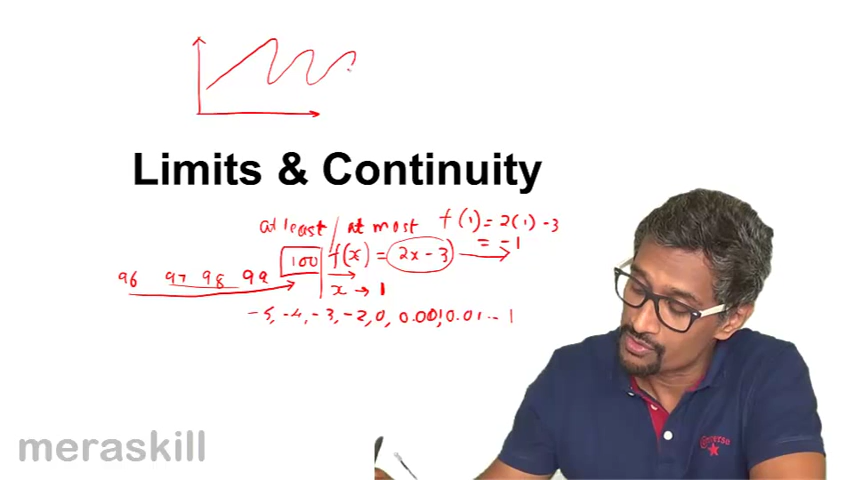 Limits & Continuity
at least / at most f(1) = 2(1) -3
= -1
100 f(x) = 2x - 3
96 97 98 99
x → 1
-5, -4, -3, -2, 0, 0.001, 0.01 .. 1
meraskill
Converse